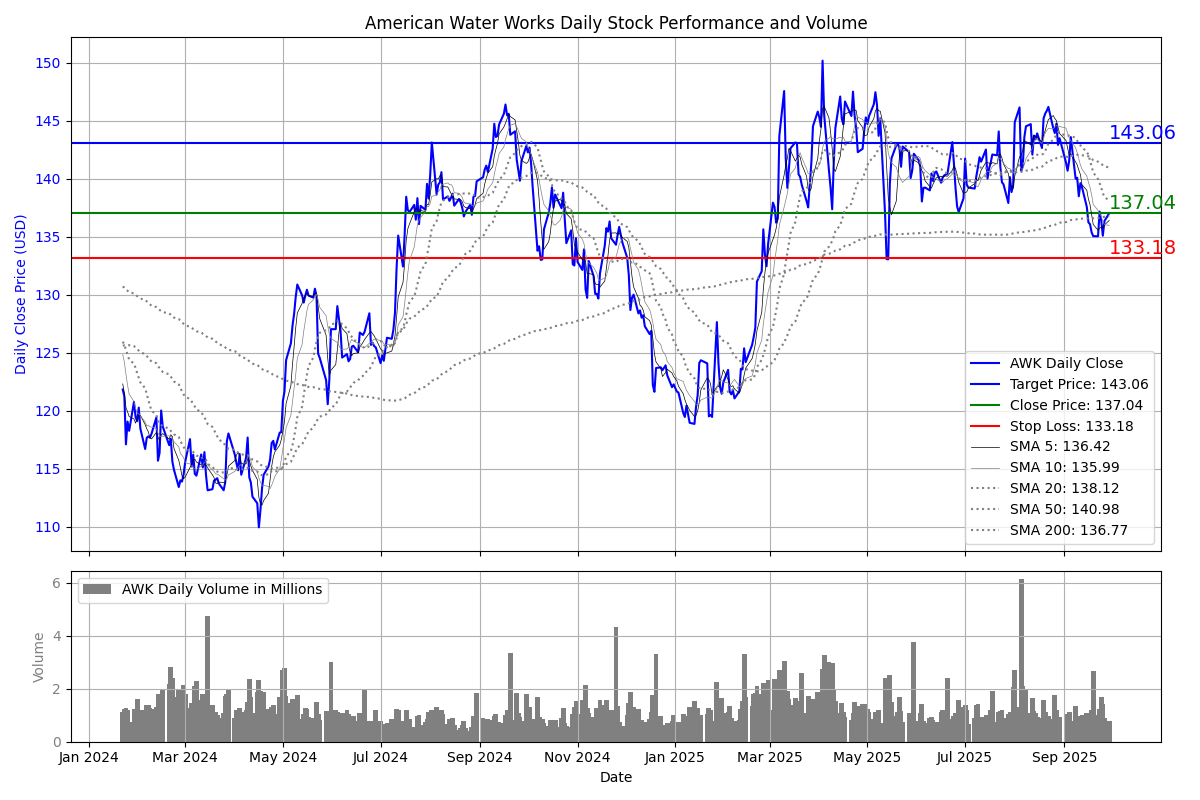 American Water Works Daily Stock Performance and Volume
Daily Close Price (USD)
150
145
140
135
130
125
120
115
110
143.06
137.04
133.18
AWK Daily Close
Target Price: 143.06
Close Price: 137.04
Stop Loss: 133.18
SMA 5: 136.42
SMA 10: 135.99
SMA 20: 138.12
SMA 50: 140.98
SMA 200: 136.77
AWK Daily Volume in Millions
Volume
6
4
2
0
Jan 2024 Mar 2024 May 2024 Jul 2024 Sep 2024 Nov 2024 Jan 2025 Mar 2025 May 2025 Jul 2025 Sep 2025
Date